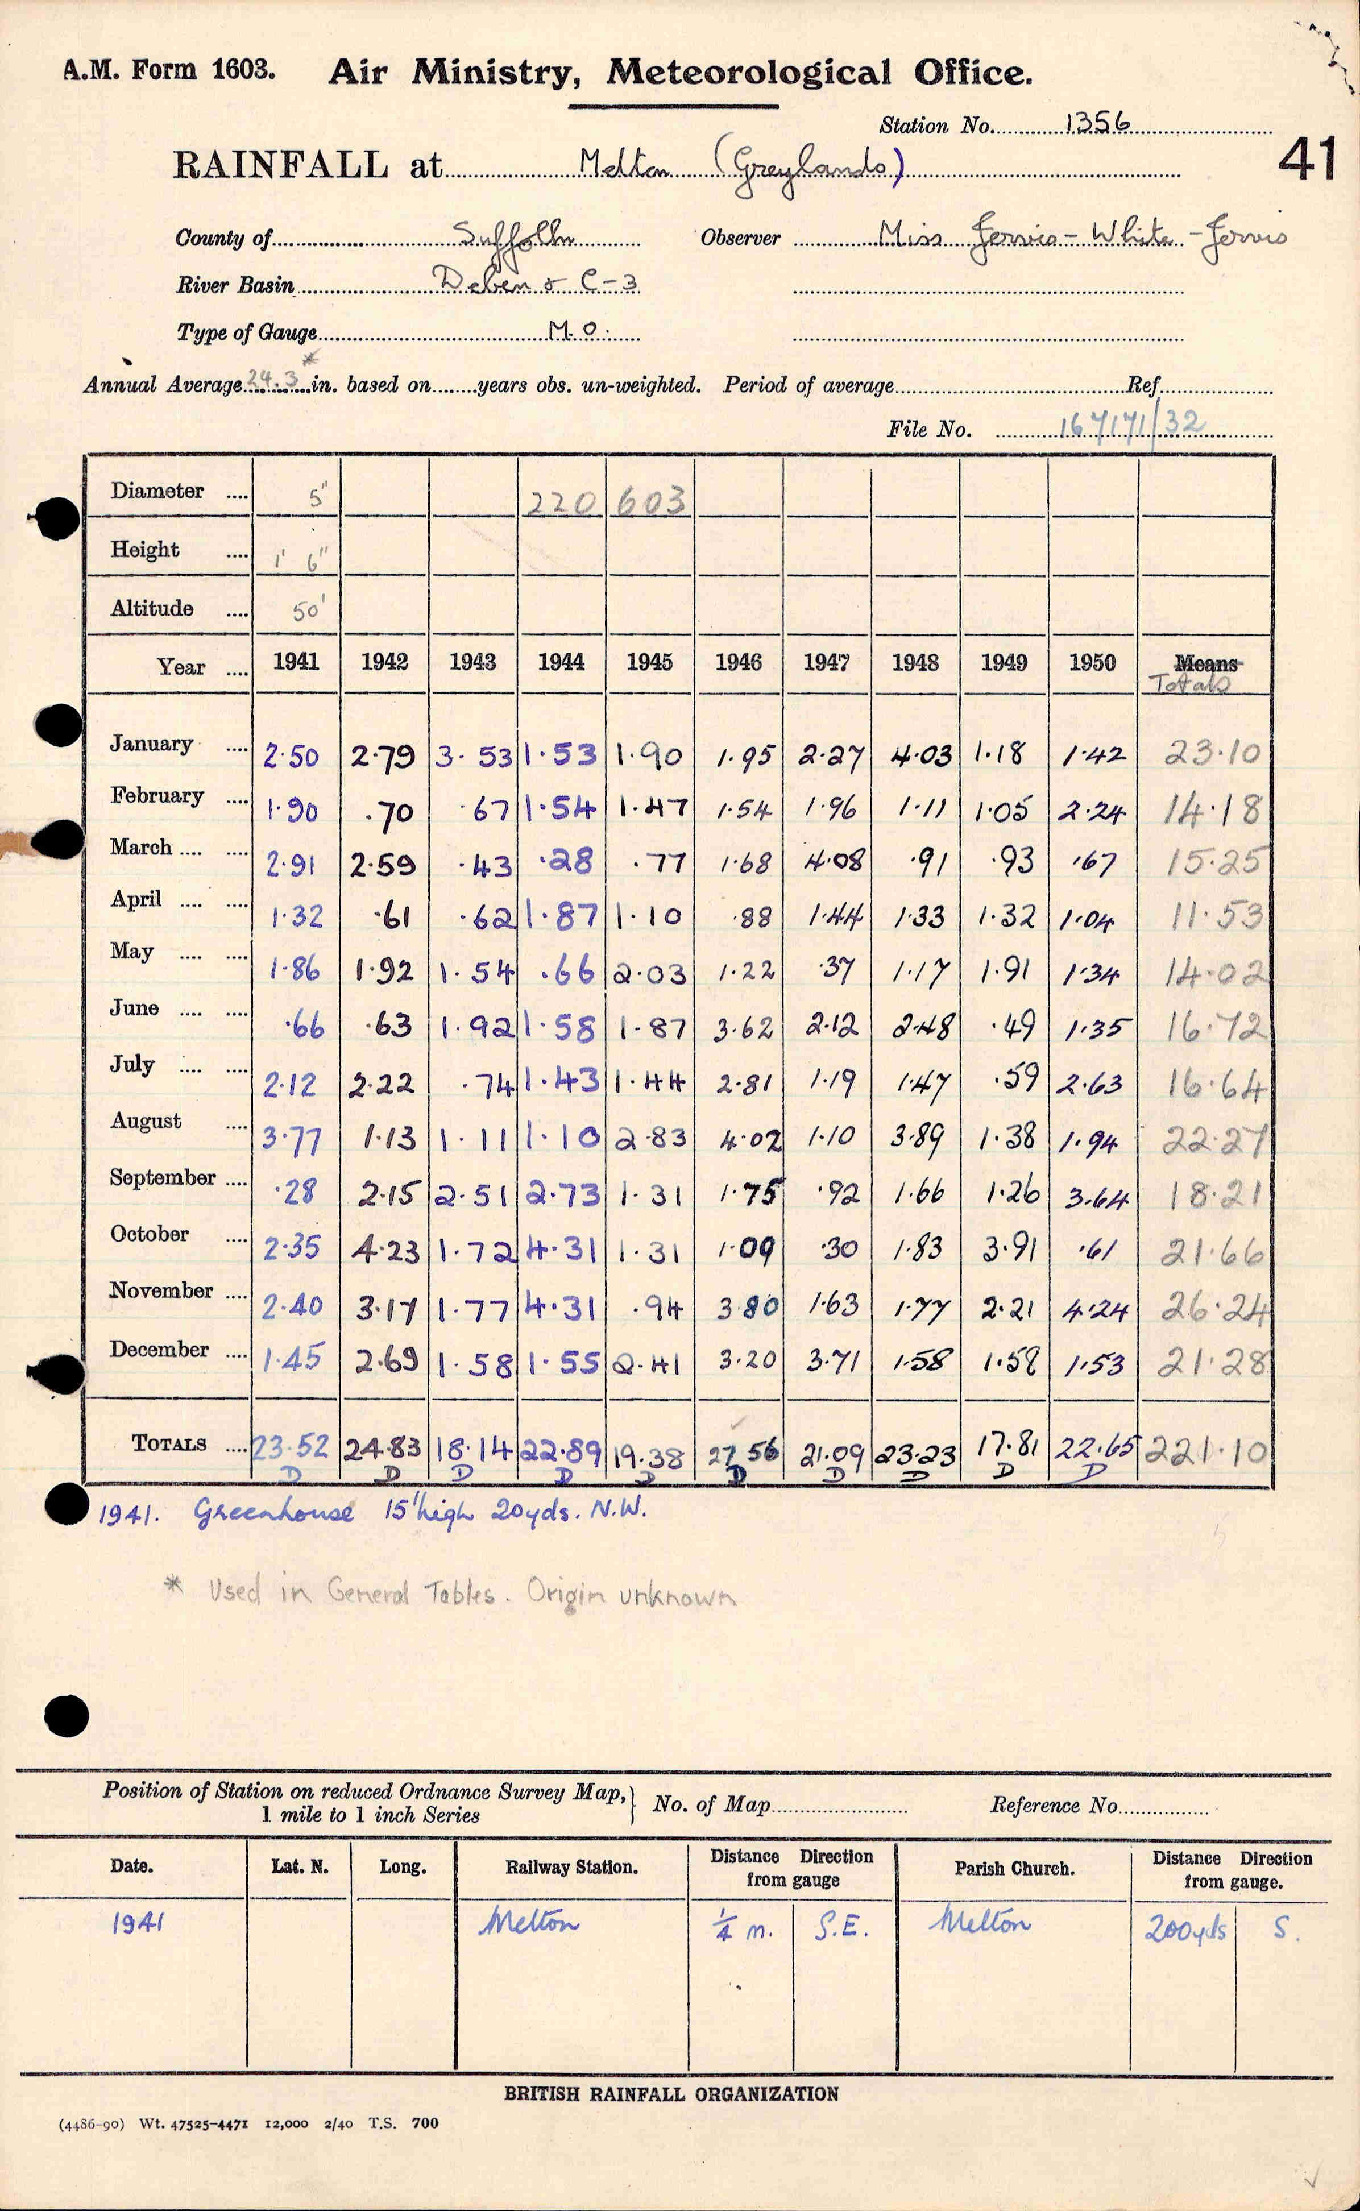 A.M. Form 1603. Air Ministry, Meteorological Office.
Station No. 1356
41
RAINFALL at Melton (Greylands)
County of Suffolk Observer Miss Jervis-White-Jervis
River Basin Deben & C-3
Type of Gauge M.O.
Annual Average 24.3* in. based on years obs. un-weighted. Period of average Ref.
File No. 167171/32
Diameter 5" 220 603
Height 1' 6"
Altitude 50'
Year 1941 1942 1943 1944 1945 1946 1947 1948 1949 1950 Means Totals
January 2.50 2.79 3.53 1.53 1.90 1.95 2.27 4.03 1.18 1.42 23.10
February 1.90 .70 .67 1.54 1.47 1.54 1.96 1.11 1.05 2.24 14.18
March 2.91 2.59 .43 .28 .77 1.68 4.08 .91 .93 .67 15.25
April 1.32 .61 .62 1.87 1.10 .88 1.44 1.33 1.32 1.04 11.53
May 1.86 1.92 1.54 .66 2.03 1.22 .37 1.17 1.91 1.34 14.02
June .66 .63 1.92 1.58 1.87 3.62 2.12 2.48 .49 1.35 16.72
July 2.12 2.22 .74 1.43 1.44 2.81 1.19 1.47 .59 2.63 16.64
August 3.77 1.13 1.11 1.10 2.83 4.02 1.10 3.89 1.38 1.94 22.27
September .28 2.15 2.51 2.73 1.31 1.75 .92 1.66 1.26 3.64 18.21
October 2.35 4.23 1.72 4.31 1.31 1.09 .30 1.83 3.91 .61 21.66
November 2.40 3.17 1.77 4.31 .94 3.80 1.63 1.77 2.21 4.24 26.24
December 1.45 2.69 1.58 1.55 2.41 3.20 3.71 1.58 1.58 1.53 21.28
TOTALS 23.52 24.83 18.14 22.89 19.38 27.56 21.09 23.23 17.81 22.65 221.10
D D D D D D D D D D
1941. Greenhouse 15' high 20yds. N.W.
* Used in General Tables. Origin unknown
Position of Station on reduced Ordnance Survey Map, 1 mile to 1 inch Series } No. of Map Reference No.
Date. Lat. N. Long. Railway Station. Distance from gauge Direction Parish Church. Distance from gauge. Direction
1941 Melton 1/4 m. S.E. Melton 200yds S.
BRITISH RAINFALL ORGANIZATION
(4486-90) Wt. 47525-4471 12,000 2/40 T.S. 700